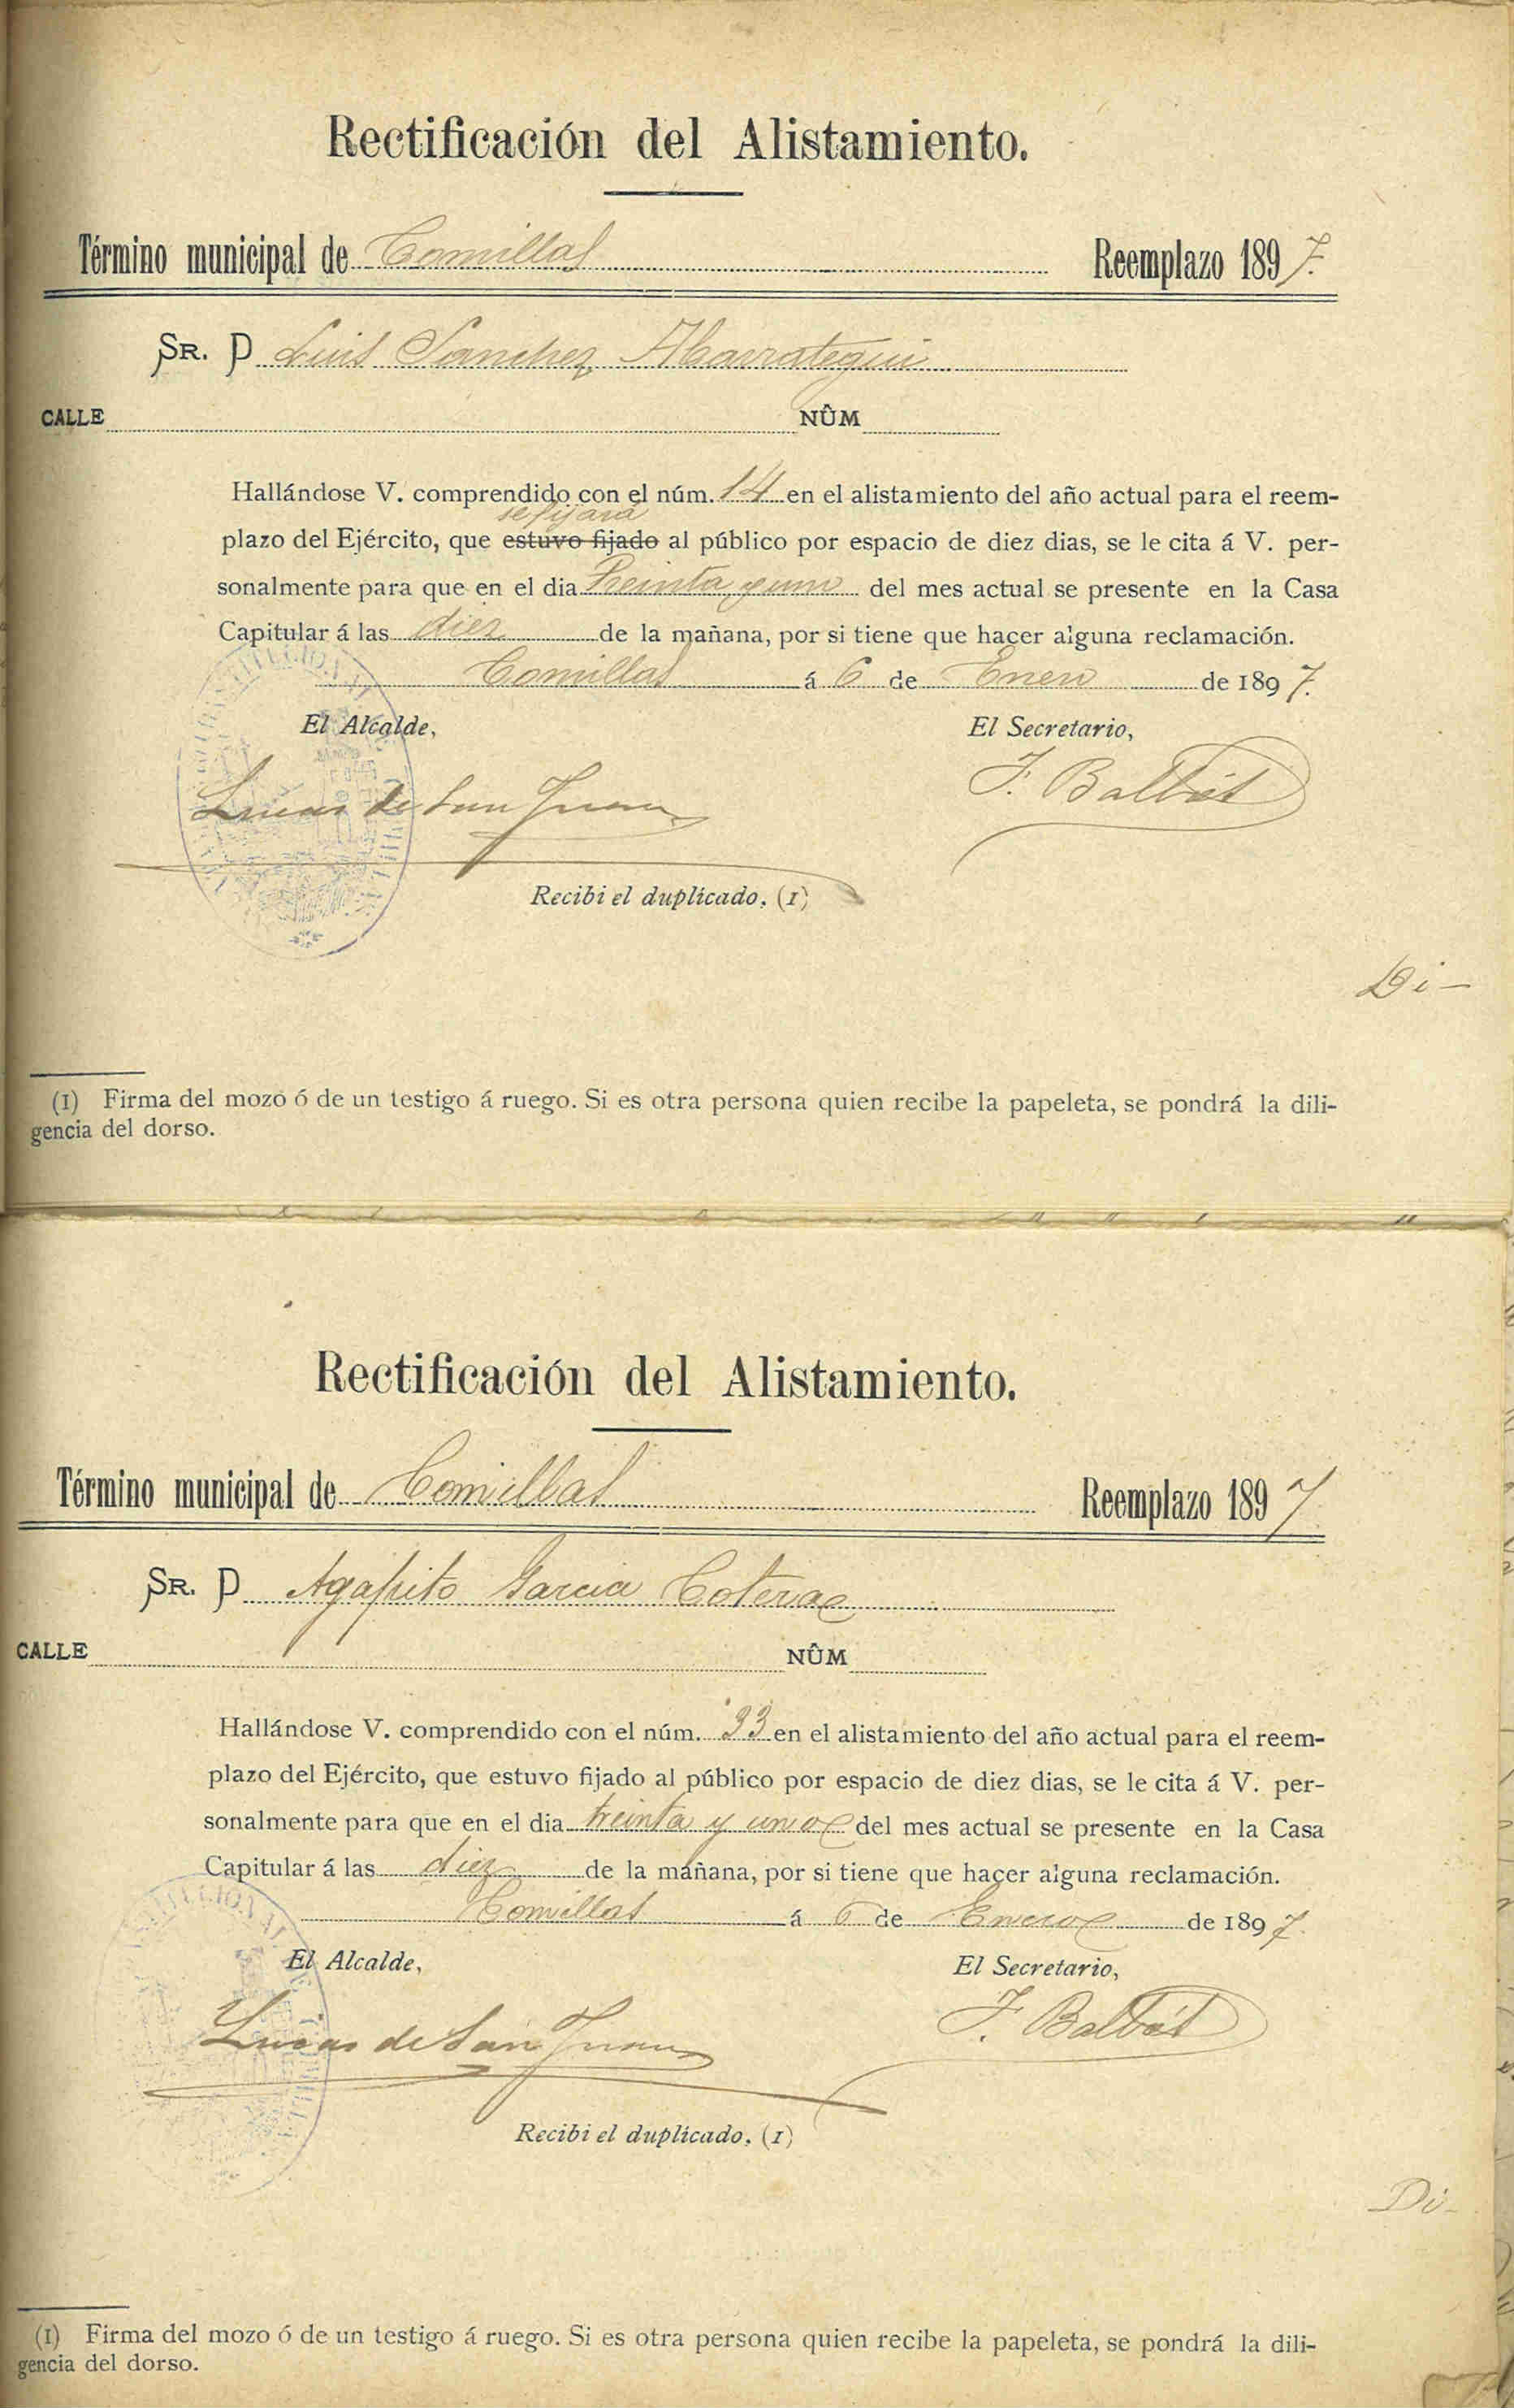 Rectificación del Alistamiento.
Término municipal de Comillas Reemplazo 1897.
SR. D Luis Sanchez Abarrategui
CALLE NÛM
Hallándose V. comprendido con el núm. 14 en el alistamiento del año actual para el reem-
se fijará
plazo del Ejército, que estuvo fijado al público por espacio de diez dias, se le cita á V. per-
sonalmente para que en el dia Treinta y uno del mes actual se presente en la Casa
Capitular á las diez de la mañana, por si tiene que hacer alguna reclamación.
Comillas á 6 de Enero de 1897.
El Alcalde, El Secretario,
Lucas de San Juan F. Balbás
Recibi el duplicado, (1)
Di-
(1) Firma del mozo ó de un testigo á ruego. Si es otra persona quien recibe la papeleta, se pondrá la dili-
gencia del dorso.
Rectificación del Alistamiento.
Término municipal de Comillas Reemplazo 1897
SR. D Agapito Garcia Coteras
CALLE NÛM
Hallándose V. comprendido con el núm. 33 en el alistamiento del año actual para el reem-
plazo del Ejército, que estuvo fijado al público por espacio de diez dias, se le cita á V. per-
sonalmente para que en el dia treinta y uno del mes actual se presente en la Casa
Capitular á las diez de la mañana, por si tiene que hacer alguna reclamación.
Comillas á 6 de Enero de 1897.
El Alcalde, El Secretario,
Lucas de San Juan F. Balbás
Recibi el duplicado, (1)
Di-
(1) Firma del mozo ó de un testigo á ruego. Si es otra persona quien recibe la papeleta, se pondrá la dili-
gencia del dorso.